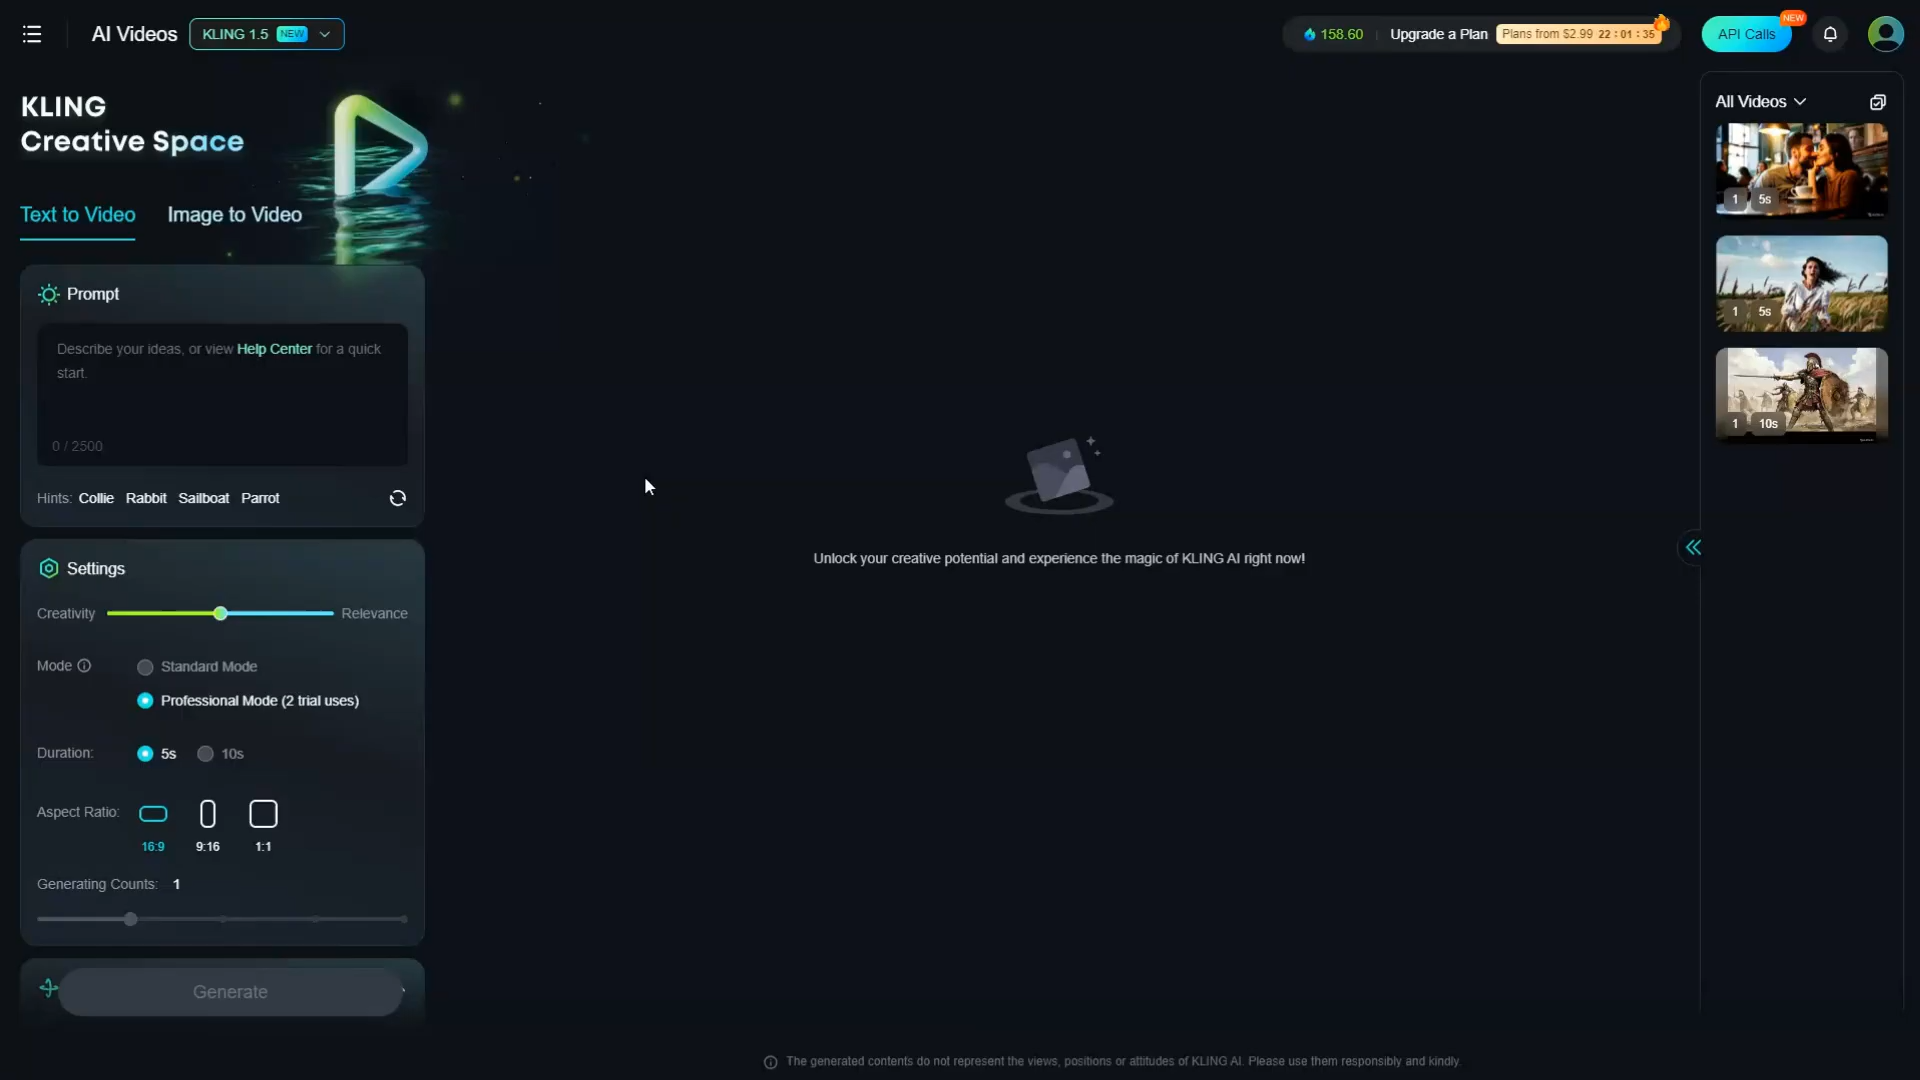 AI Videos KLING 1.5 NEW
158.60 Upgrade a Plan Plans from $2.99 22 : 01 : 35
API Calls NEW
KLING
Creative Space
Text to Video Image to Video
Prompt
Describe your ideas, or view Help Center for a quick
start.
0 / 2500
Hints: Collie Rabbit Sailboat Parrot
Settings
Creativity Relevance
Mode Standard Mode
Professional Mode (2 trial uses)
Duration: 5s 10s
Aspect Ratio:
16:9 9:16 1:1
Generating Counts: 1
Generate
Unlock your creative potential and experience the magic of KLING AI right now!
All Videos
1 5s
1 5s
1 10s
The generated contents do not represent the views, positions or attitudes of KLING AI. Please use them responsibly and kindly.